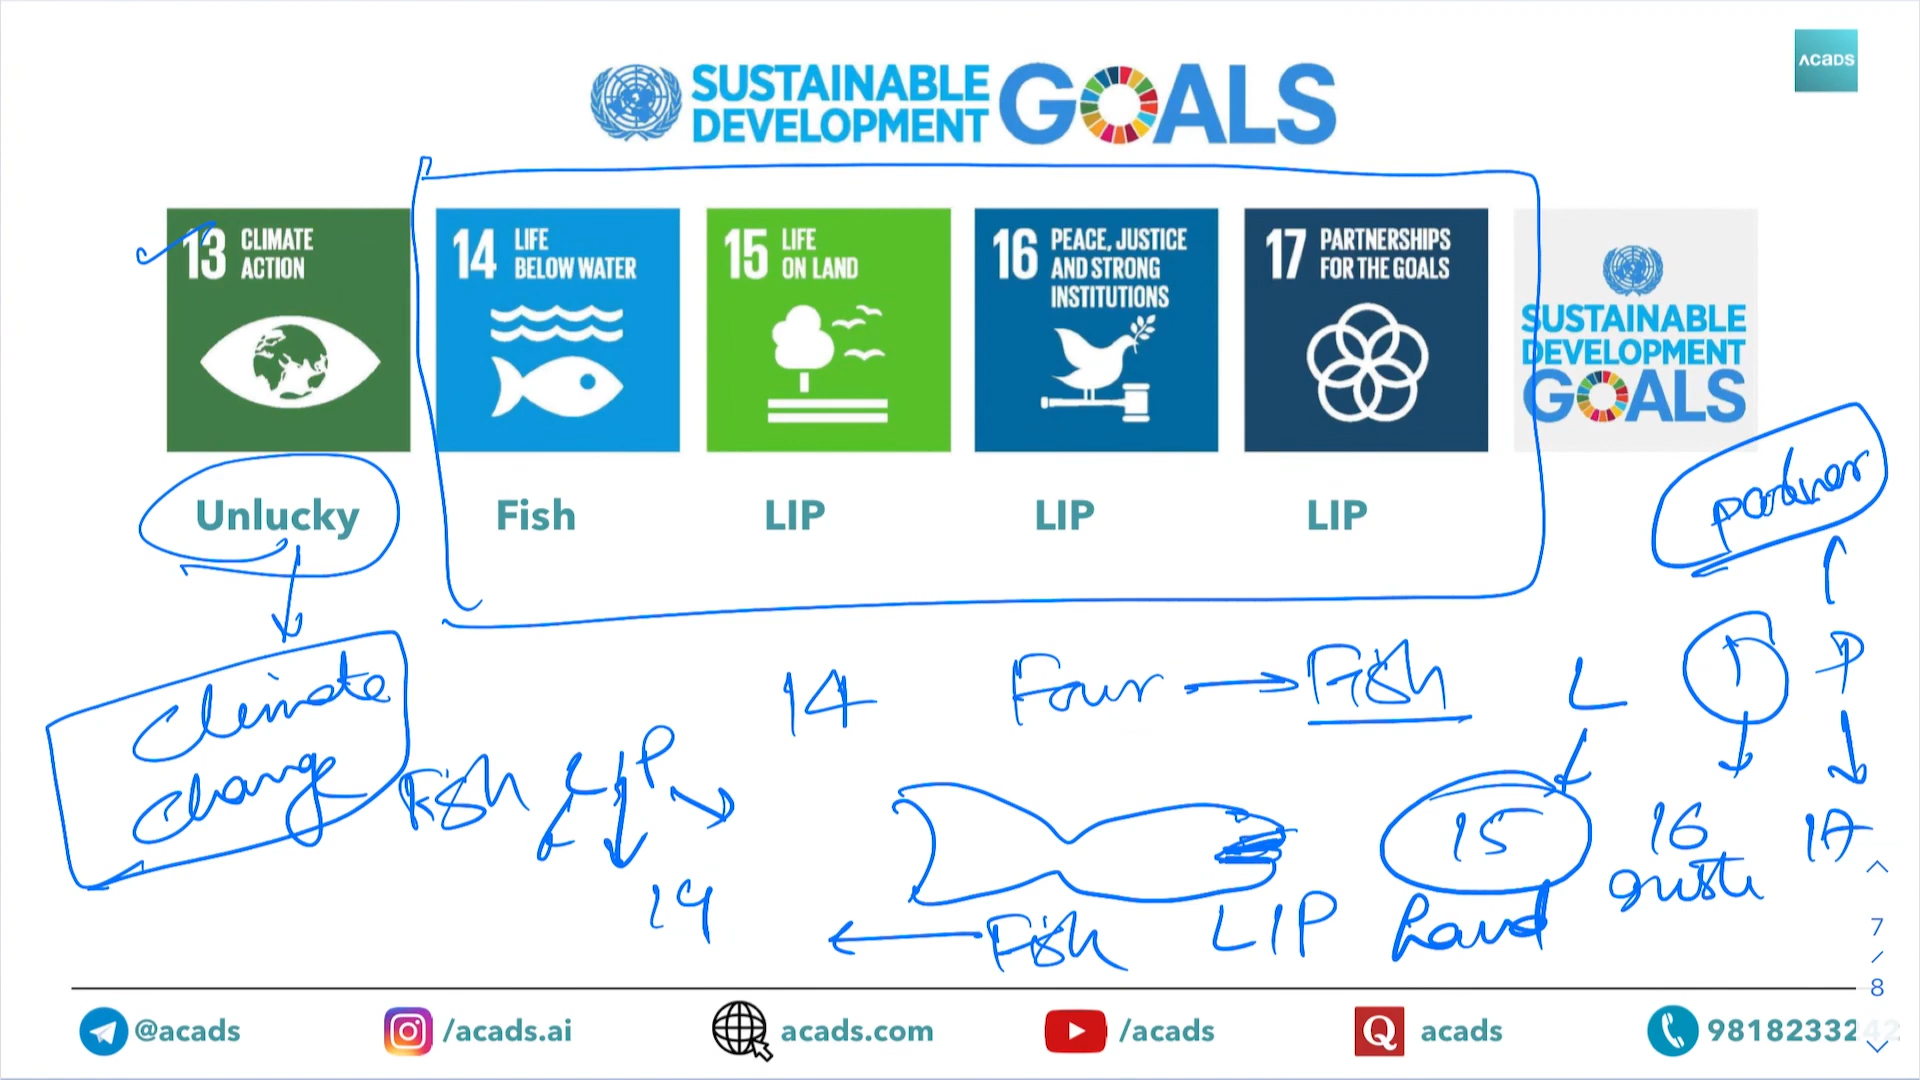 SUSTAINABLE
DEVELOPMENT
GOALS
ACADS
13 CLIMATE
ACTION
14 LIFE
BELOW WATER
15 LIFE
ON LAND
16 PEACE, JUSTICE
AND STRONG
INSTITUTIONS
17 PARTNERSHIPS
FOR THE GOALS
SUSTAINABLE
DEVELOPMENT
GOALS
Unlucky
Fish
LIP
LIP
LIP
partner
Climate
change
14 Four Fish L I P
Fish LIP
15 16 17
14
Fish LIP Land
7
/
8
@acads
/acads.ai
acads.com
/acads
Q acads